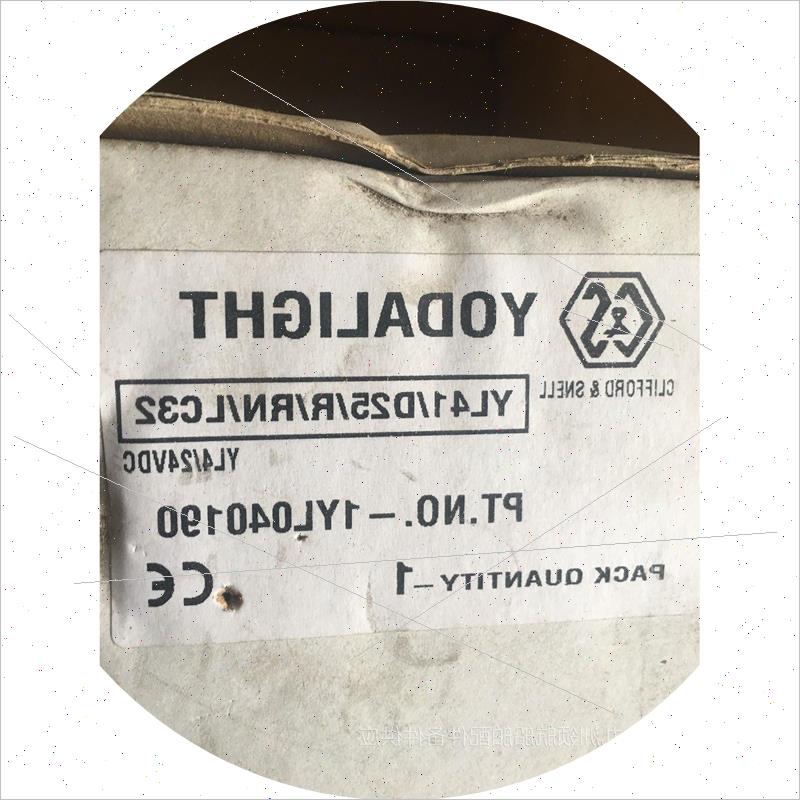 C&S
YODALIGHT
CLIFFORD & SNELL
YL41/D25/R/RN/LC32
YL4/24VDC
PT.NO. – 1YL040190
PACK QUANTITY – 1
CE